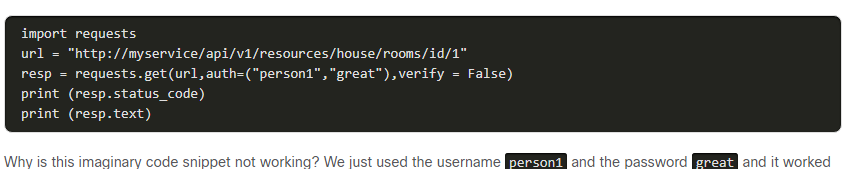 import requests
url = "http://myservice/api/v1/resources/house/rooms/id/1"
resp = requests.get(url,auth=("person1","great"),verify = False)
print (resp.status_code)
print (resp.text)
Why is this imaginary code snippet not working? We just used the username person1 and the password great and it worked